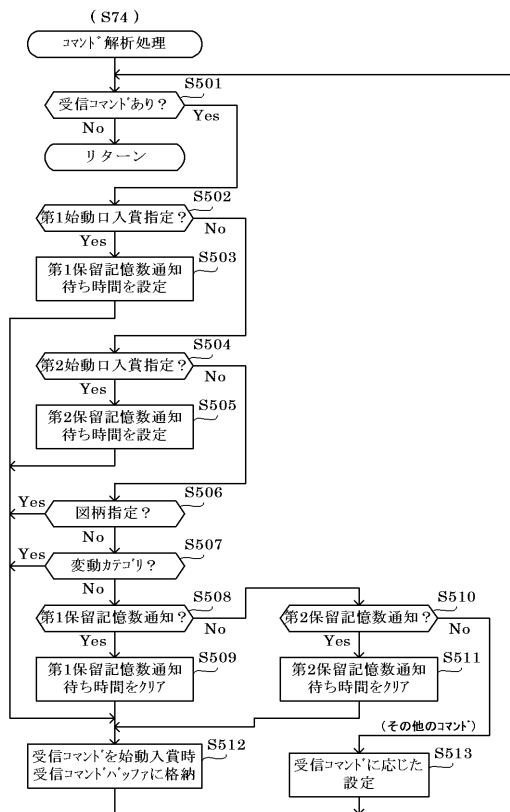 (S74)
コマンド解析処理
S501
受信コマンドあり？
Yes
No
リターン
S502
第1始動口入賞指定？
No
Yes
S503
第1保留記憶数通知
待ち時間を設定
S504
第2始動口入賞指定？
No
Yes
S505
第2保留記憶数通知
待ち時間を設定
S506
Yes
図柄指定？
No
S507
Yes
変動カテゴリ？
No
S508
第1保留記憶数通知？
No
Yes
S510
第2保留記憶数通知？
No
Yes
S509
第1保留記憶数通知
待ち時間をクリア
S511
第2保留記憶数通知
待ち時間をクリア
(その他のコマンド)
S512
受信コマンドを始動入賞時
受信コマンドバッファに格納
S513
受信コマンドに応じた
設定